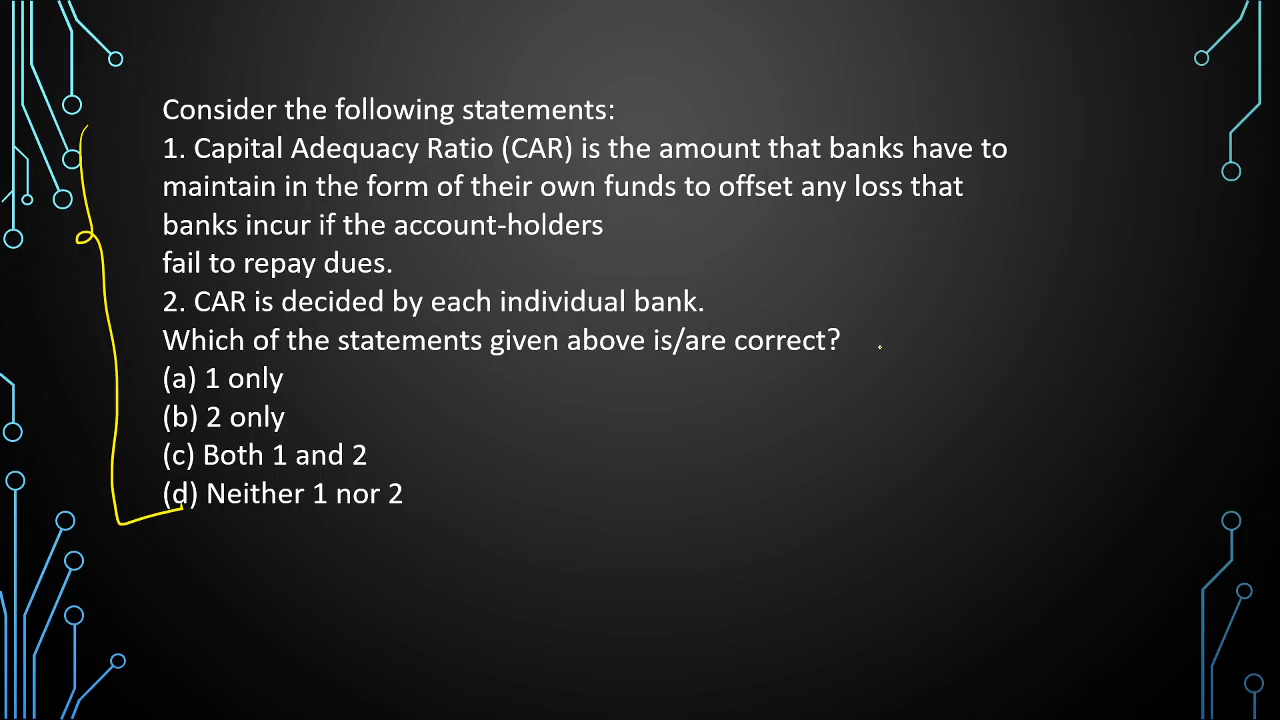 Consider the following statements:
1. Capital Adequacy Ratio (CAR) is the amount that banks have to
maintain in the form of their own funds to offset any loss that
banks incur if the account-holders
fail to repay dues.
2. CAR is decided by each individual bank.
Which of the statements given above is/are correct?
(a) 1 only
(b) 2 only
(c) Both 1 and 2
(d) Neither 1 nor 2